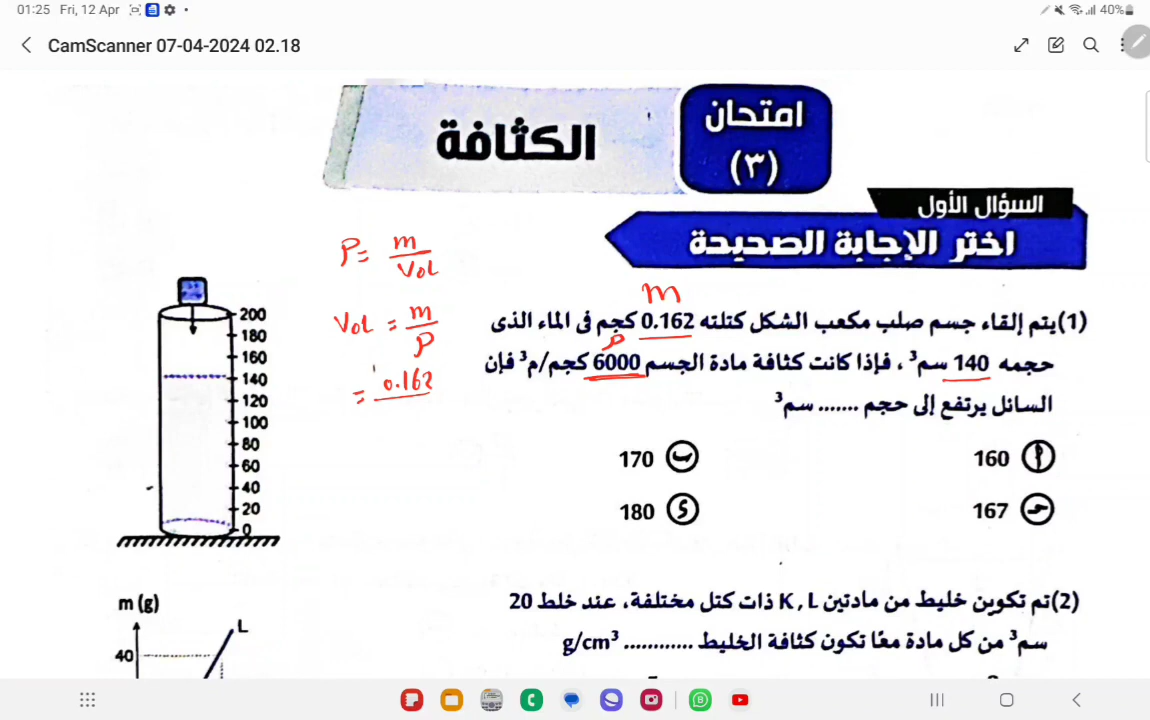 01:25 Fri, 12 Apr
40%
CamScanner 07-04-2024 02.18
امتحان
(٣)
الكثافة
السؤال الأول
اختر الإجابة الصحيحة
P = m / Vol
Vol = m / P
= 0.162
m
P
(1)يتم إلقاء جسم صلب مكعب الشكل كتلته 0.162 كجم فى الماء الذى
حجمه 140 سم³ ، فإذا كانت كثافة مادة الجسم 6000 كجم/م³ فإن
السائل يرتفع إلى حجم ....... سم³
أ 160
ب 170
ج 167
د 180
200
180
160
140
120
100
80
60
40
20
0
(2)تم تكوين خليط من مادتين K , L ذات كتل مختلفة، عند خلط 20
سم³ من كل مادة معًا تكون كثافة الخليط ............ g/cm³
m (g)
L
40